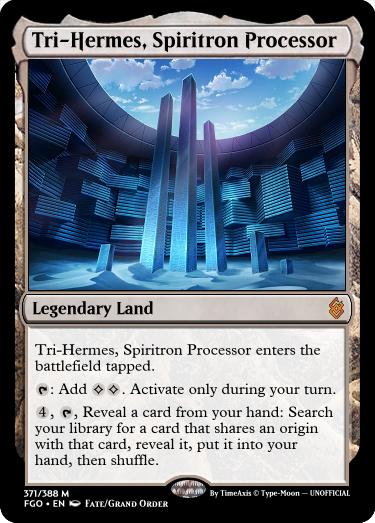 Tri-Hermes, Spiritron Processor
Legendary Land
Tri-Hermes, Spiritron Processor enters the
battlefield tapped.
: Add . Activate only during your turn.
4, , Reveal a card from your hand: Search
your library for a card that shares an origin
with that card, reveal it, put it into your
hand, then shuffle.
371/388 M
FGO • EN Fate/Grand Order
By TimeAxis © Type-Moon — UNOFFICIAL